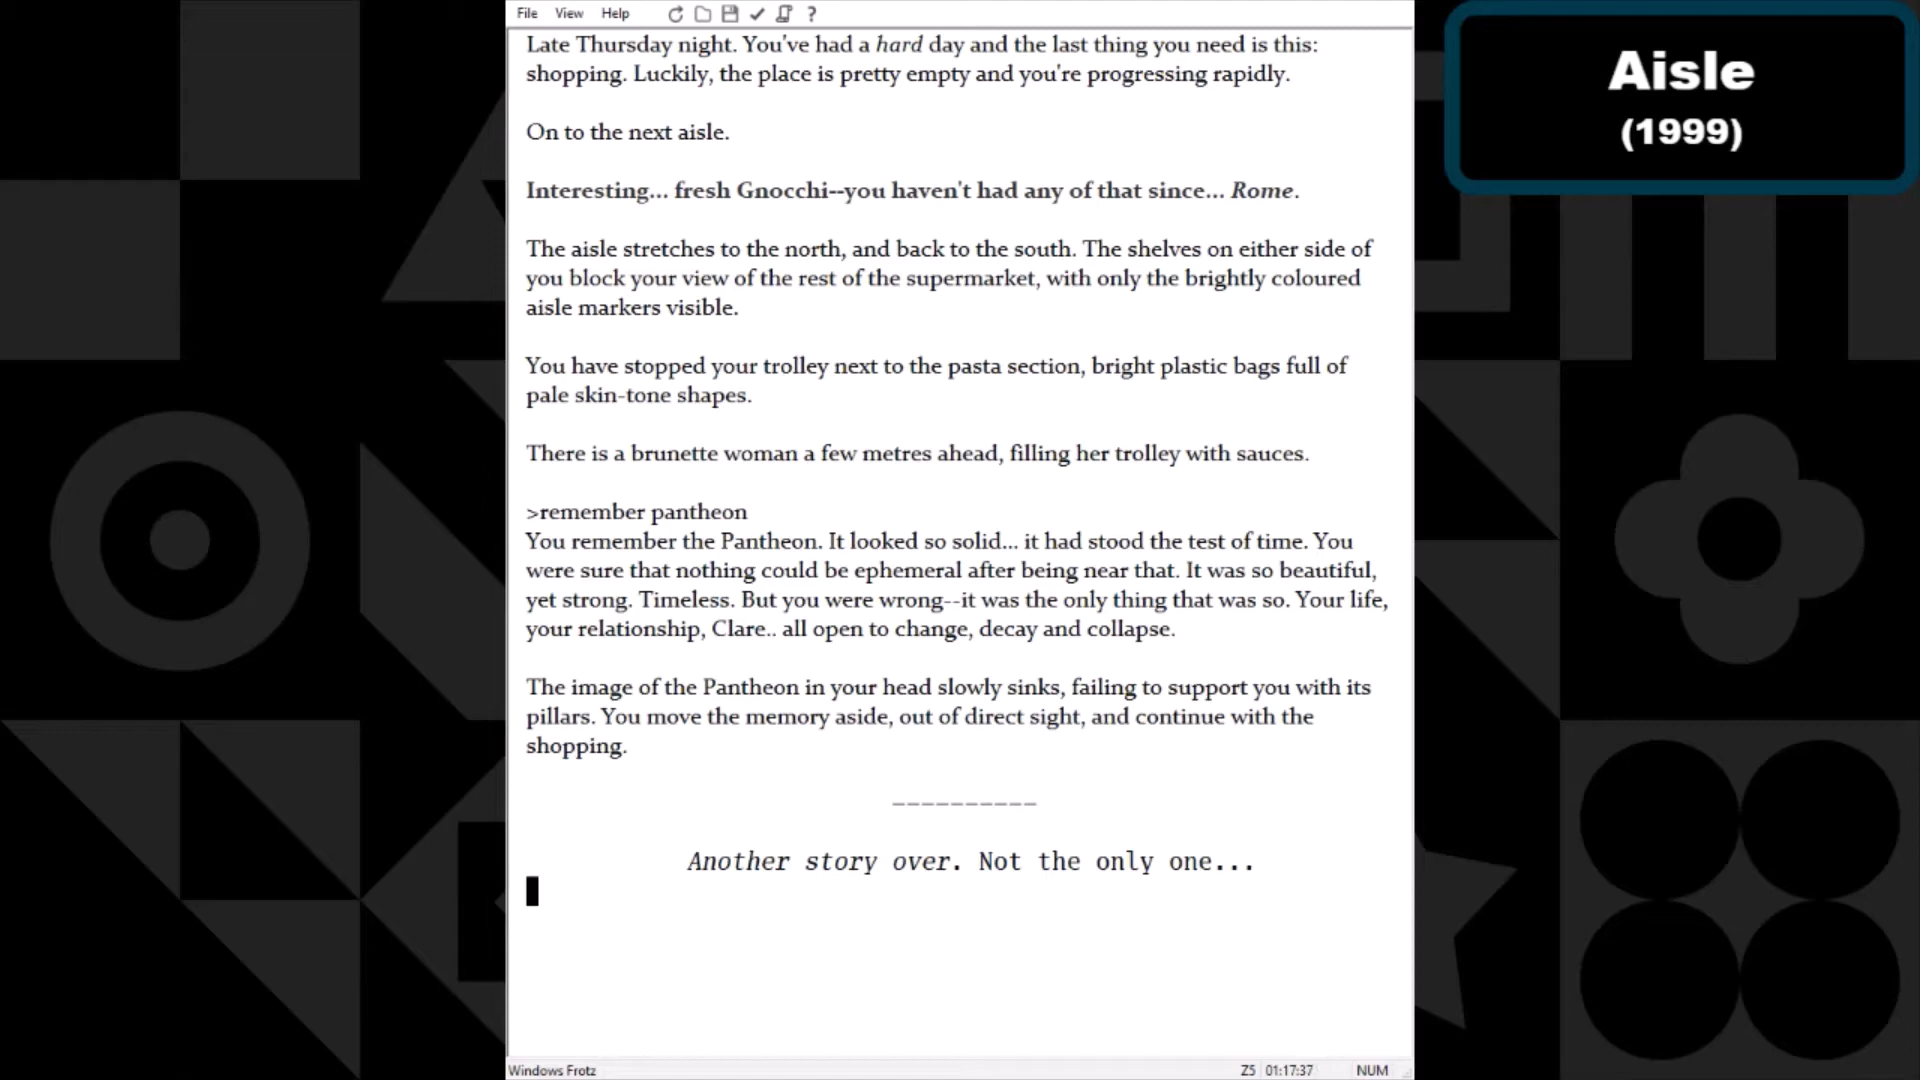 File View Help ?
Aisle
(1999)
Late Thursday night. You've had a hard day and the last thing you need is this:
shopping. Luckily, the place is pretty empty and you're progressing rapidly.
On to the next aisle.
Interesting... fresh Gnocchi--you haven't had any of that since... Rome.
The aisle stretches to the north, and back to the south. The shelves on either side of
you block your view of the rest of the supermarket, with only the brightly coloured
aisle markers visible.
You have stopped your trolley next to the pasta section, bright plastic bags full of
pale skin-tone shapes.
There is a brunette woman a few metres ahead, filling her trolley with sauces.
>remember pantheon
You remember the Pantheon. It looked so solid... it had stood the test of time. You
were sure that nothing could be ephemeral after being near that. It was so beautiful,
yet strong. Timeless. But you were wrong--it was the only thing that was so. Your life,
your relationship, Clare.. all open to change, decay and collapse.
The image of the Pantheon in your head slowly sinks, failing to support you with its
pillars. You move the memory aside, out of direct sight, and continue with the
shopping.
----------
Another story over. Not the only one...
Windows Frotz Z5 01:17:37 NUM